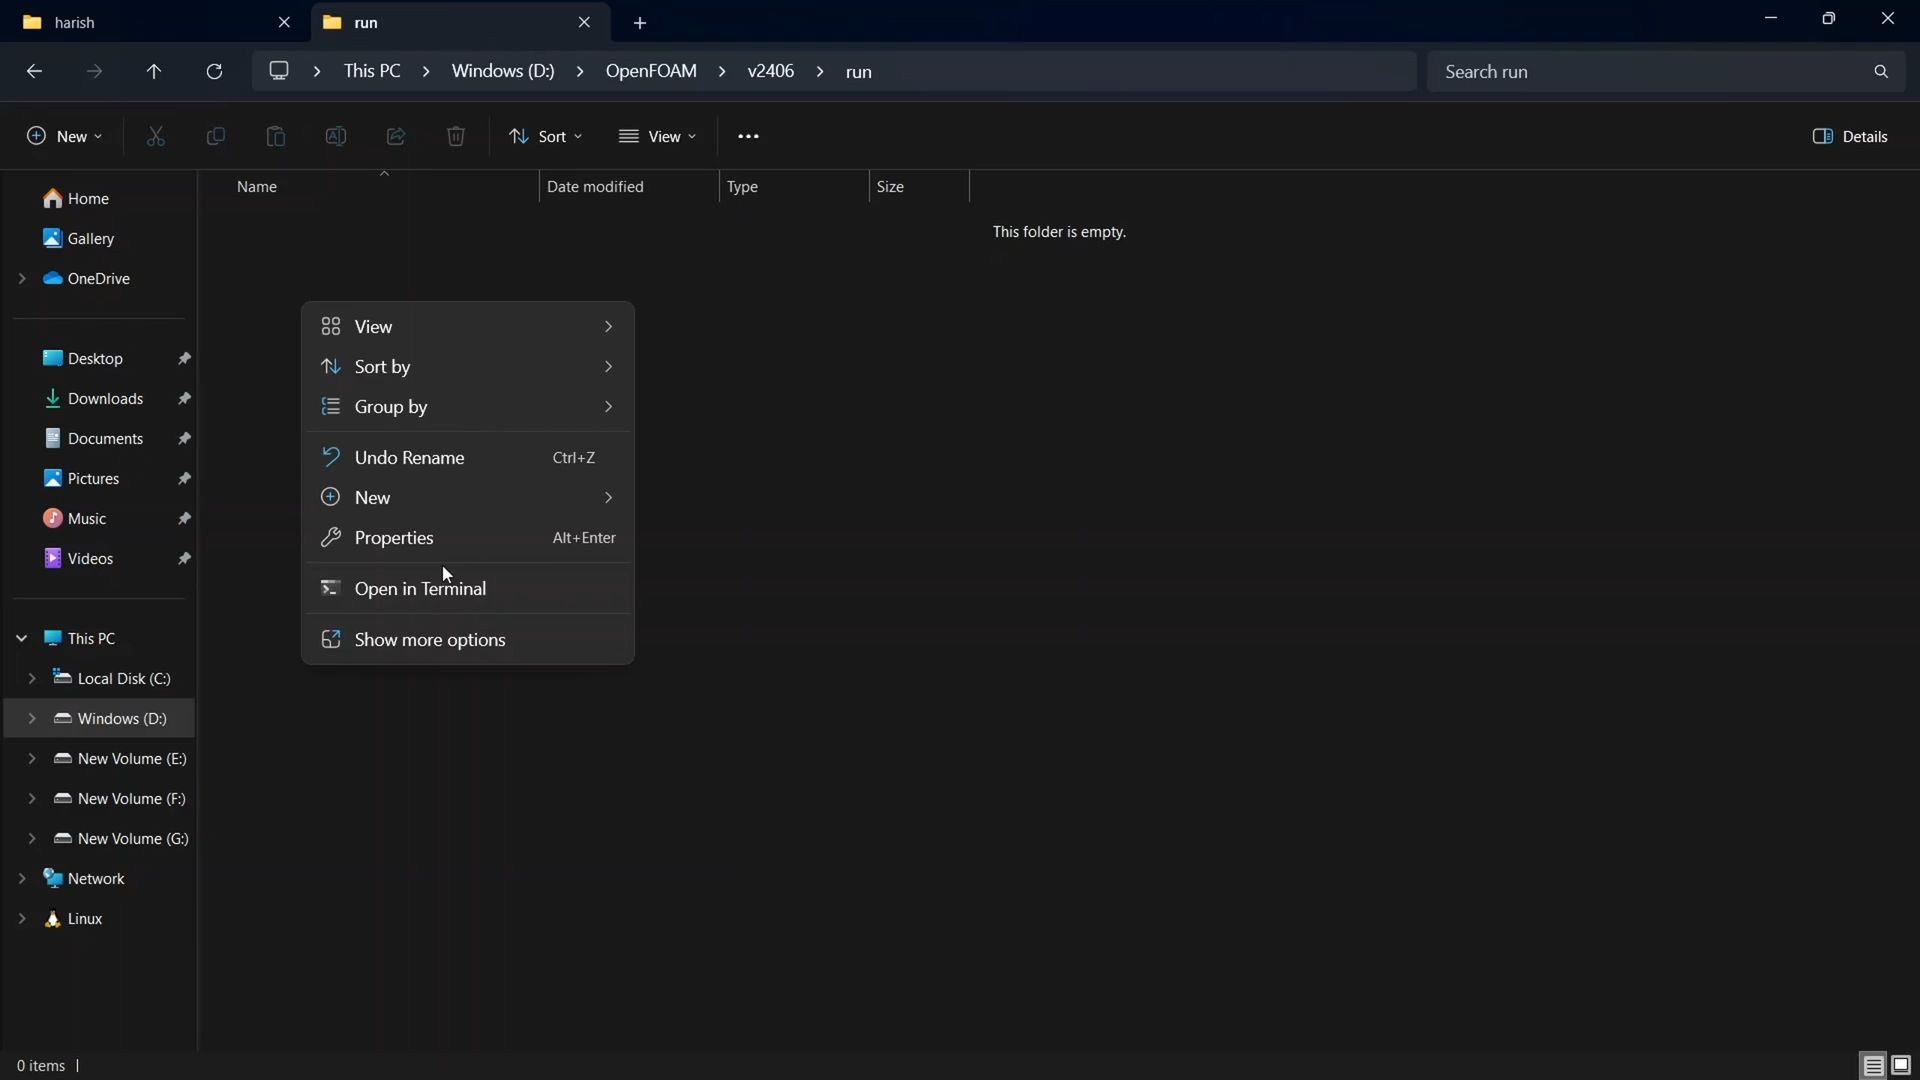 harish
run
This PC
Windows (D:)
OpenFOAM
v2406
run
Search run
New
Sort
View
Details
Name
Date modified
Type
Size
This folder is empty.
Home
Gallery
OneDrive
Desktop
Downloads
Documents
Pictures
Music
Videos
This PC
Local Disk (C:)
Windows (D:)
New Volume (E:)
New Volume (F:)
New Volume (G:)
Network
Linux
View
Sort by
Group by
Undo Rename Ctrl+Z
New
Properties Alt+Enter
Open in Terminal
Show more options
0 items